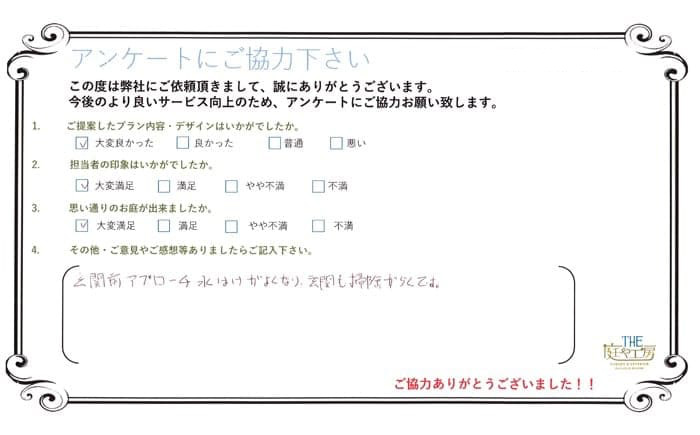 アンケートにご協力下さい
この度は弊社にご依頼頂きまして、誠にありがとうございます。
今後のより良いサービス向上のため、アンケートにご協力お願い致します。
1. ご提案したプラン内容・デザインはいかがでしたか。
☑ 大変良かった □ 良かった □ 普通 □ 悪い
2. 担当者の印象はいかがでしたか。
☑ 大変満足 □ 満足 □ やや不満 □ 不満
3. 思い通りのお庭が出来ましたか。
☑ 大変満足 □ 満足 □ やや不満 □ 不満
4. その他・ご意見やご感想等ありましたらご記入下さい。
玄関前アプローチ水はけがよくなり、玄関も掃除がらくです。
THE
庭や工房
ご協力ありがとうございました！！